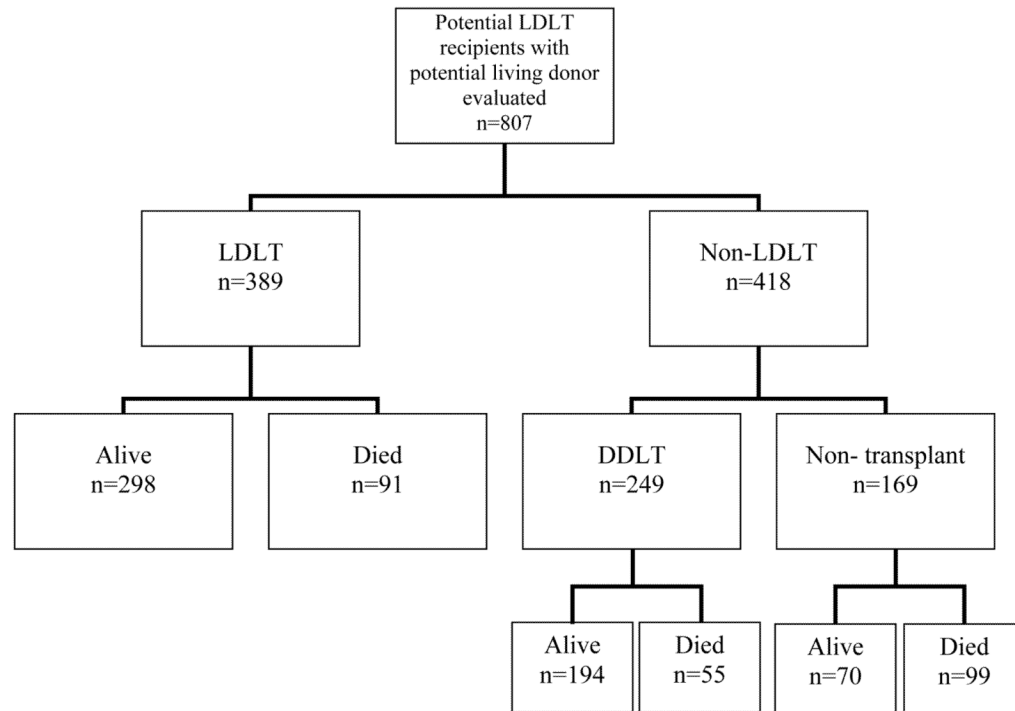 Potential LDLT
recipients with
potential living donor
evaluated
n=807
LDLT
n=389
Non-LDLT
n=418
Alive
n=298
Died
n=91
DDLT
n=249
Non- transplant
n=169
Alive
n=194
Died
n=55
Alive
n=70
Died
n=99